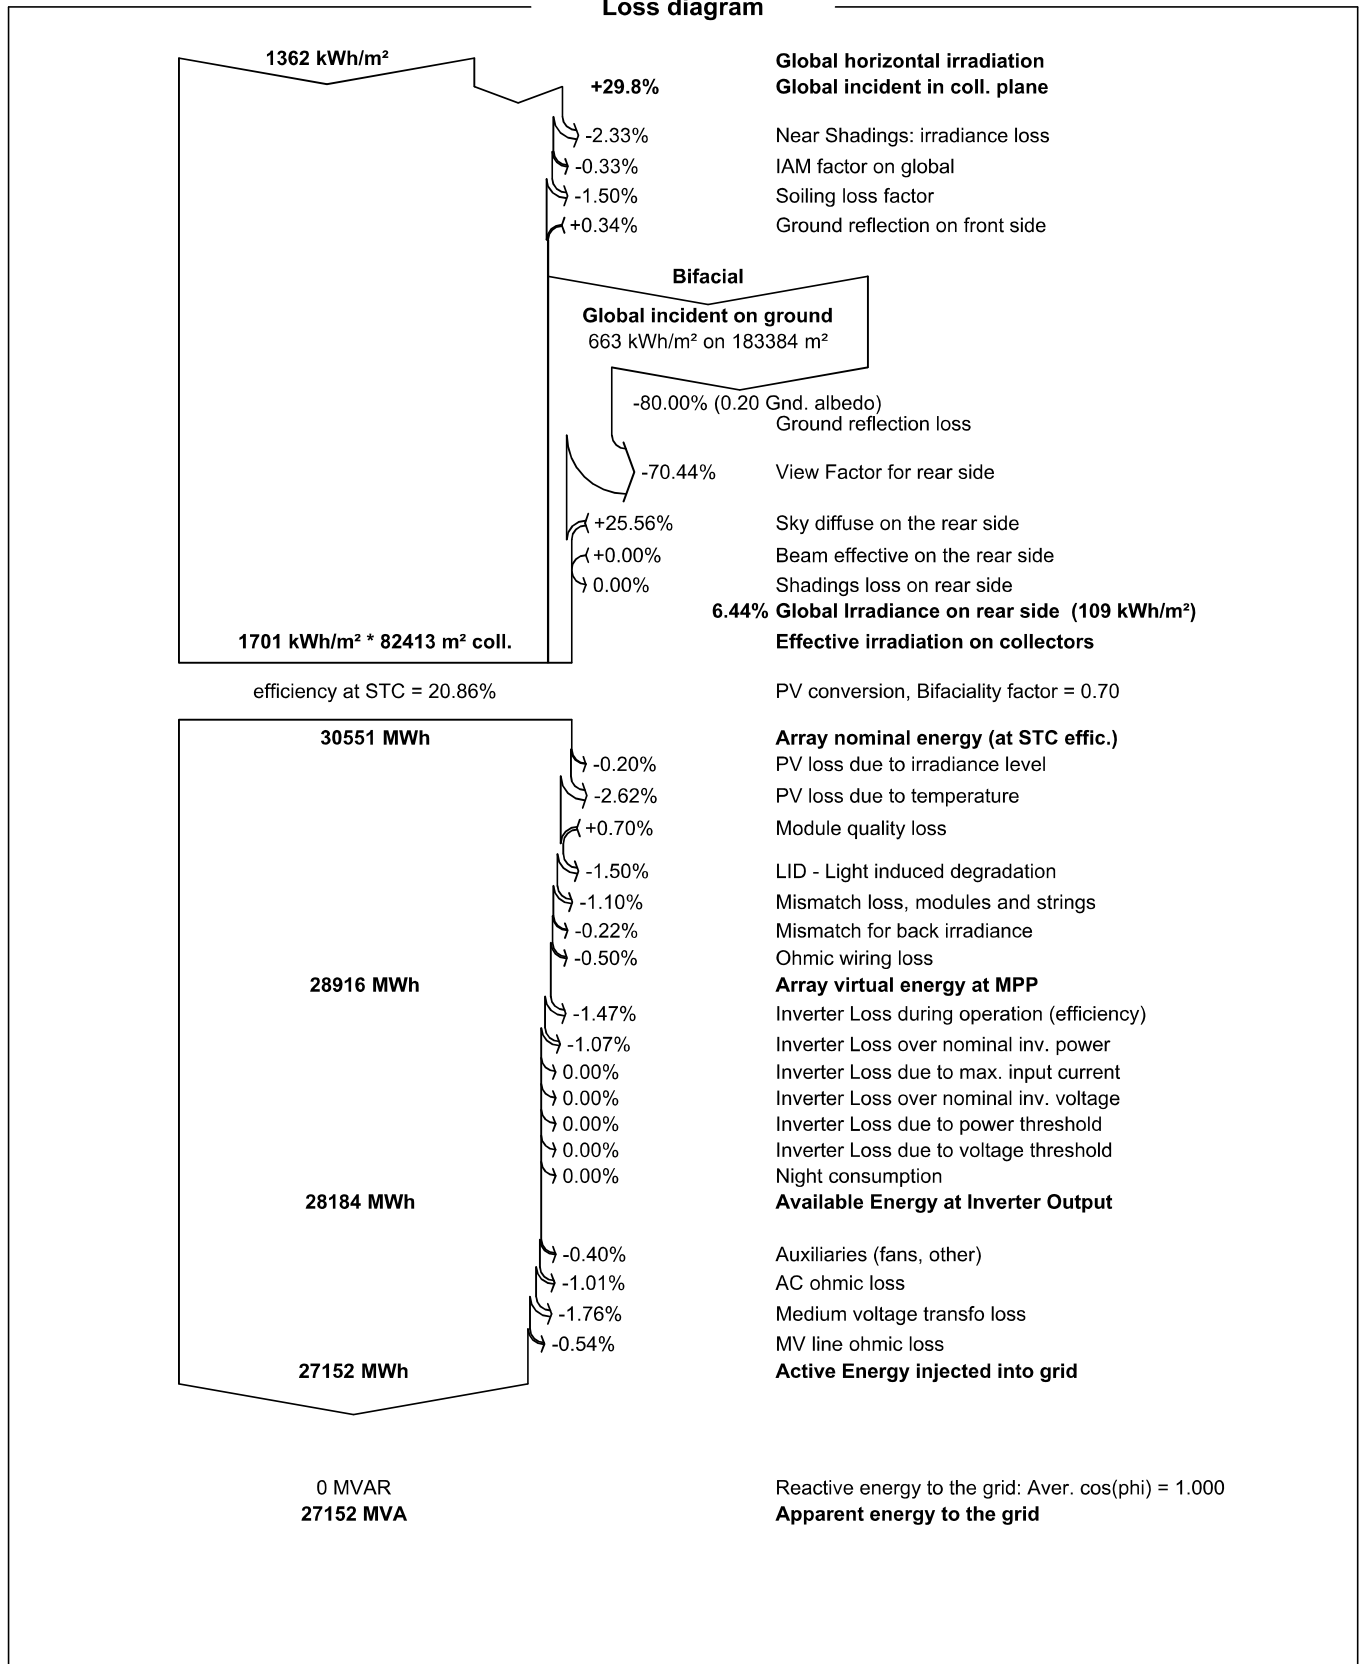 Loss diagram
1362 kWh/m² Global horizontal irradiation
+29.8% Global incident in coll. plane
-2.33% Near Shadings: irradiance loss
-0.33% IAM factor on global
-1.50% Soiling loss factor
+0.34% Ground reflection on front side
Bifacial
Global incident on ground
663 kWh/m² on 183384 m²
-80.00% (0.20 Gnd. albedo)
Ground reflection loss
-70.44% View Factor for rear side
+25.56% Sky diffuse on the rear side
+0.00% Beam effective on the rear side
0.00% Shadings loss on rear side
6.44% Global Irradiance on rear side (109 kWh/m²)
1701 kWh/m² * 82413 m² coll. Effective irradiation on collectors
efficiency at STC = 20.86% PV conversion, Bifaciality factor = 0.70
30551 MWh Array nominal energy (at STC effic.)
-0.20% PV loss due to irradiance level
-2.62% PV loss due to temperature
+0.70% Module quality loss
-1.50% LID - Light induced degradation
-1.10% Mismatch loss, modules and strings
-0.22% Mismatch for back irradiance
-0.50% Ohmic wiring loss
28916 MWh Array virtual energy at MPP
-1.47% Inverter Loss during operation (efficiency)
-1.07% Inverter Loss over nominal inv. power
0.00% Inverter Loss due to max. input current
0.00% Inverter Loss over nominal inv. voltage
0.00% Inverter Loss due to power threshold
0.00% Inverter Loss due to voltage threshold
0.00% Night consumption
28184 MWh Available Energy at Inverter Output
-0.40% Auxiliaries (fans, other)
-1.01% AC ohmic loss
-1.76% Medium voltage transfo loss
-0.54% MV line ohmic loss
27152 MWh Active Energy injected into grid
0 MVAR Reactive energy to the grid: Aver. cos(phi) = 1.000
27152 MVA Apparent energy to the grid